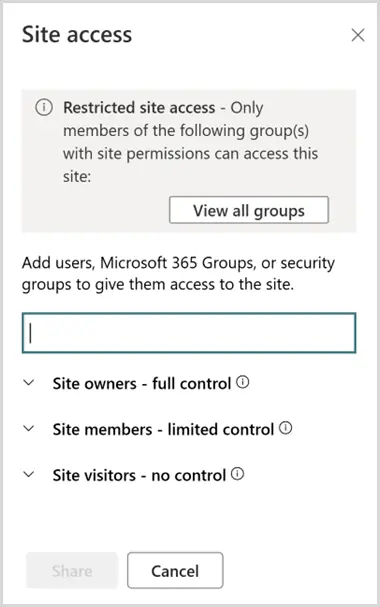 Site access
Restricted site access - Only
members of the following group(s)
with site permissions can access this
site:
View all groups
Add users, Microsoft 365 Groups, or security
groups to give them access to the site.
Site owners - full control
Site members - limited control
Site visitors - no control
Share
Cancel